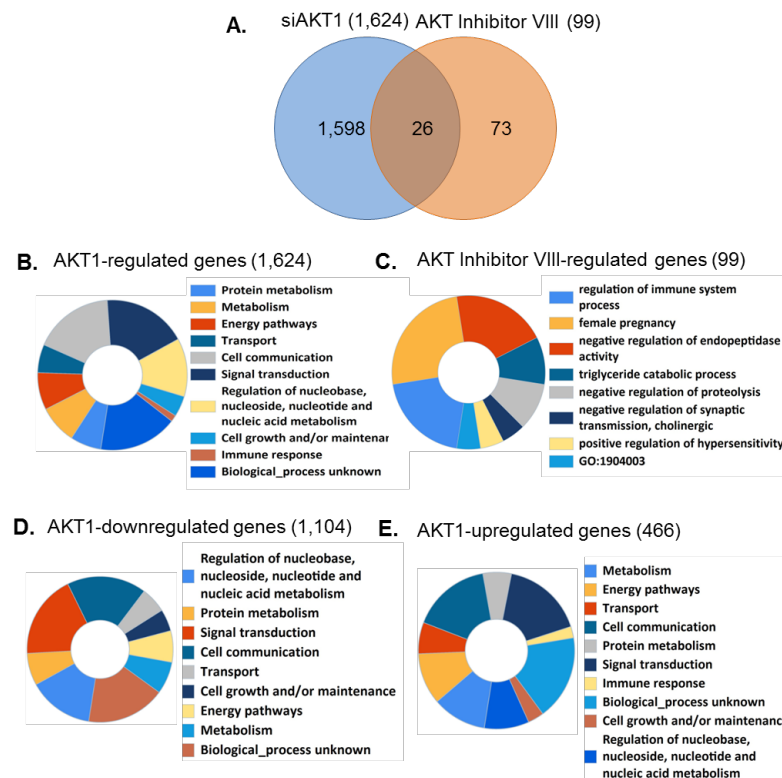 A.
siAKT1 (1,624) AKT Inhibitor VIII (99)
1,598 26 73
B. AKT1-regulated genes (1,624)
Protein metabolism
Metabolism
Energy pathways
Transport
Cell communication
Signal transduction
Regulation of nucleobase,
nucleoside, nucleotide and
nucleic acid metabolism
Cell growth and/or maintenar
Immune response
Biological_process unknown
C. AKT Inhibitor VIII-regulated genes (99)
regulation of immune system
process
female pregnancy
negative regulation of endopeptidase
activity
triglyceride catabolic process
negative regulation of proteolysis
negative regulation of synaptic
transmission, cholinergic
positive regulation of hypersensitivity
GO:1904003
D. AKT1-downregulated genes (1,104)
Regulation of nucleobase,
nucleoside, nucleotide and
nucleic acid metabolism
Protein metabolism
Signal transduction
Cell communication
Transport
Cell growth and/or maintenance
Energy pathways
Metabolism
Biological_process unknown
E. AKT1-upregulated genes (466)
Metabolism
Energy pathways
Transport
Cell communication
Protein metabolism
Signal transduction
Immune response
Biological_process unknown
Cell growth and/or maintenanc
Regulation of nucleobase,
nucleoside, nucleotide and
nucleic acid metabolism